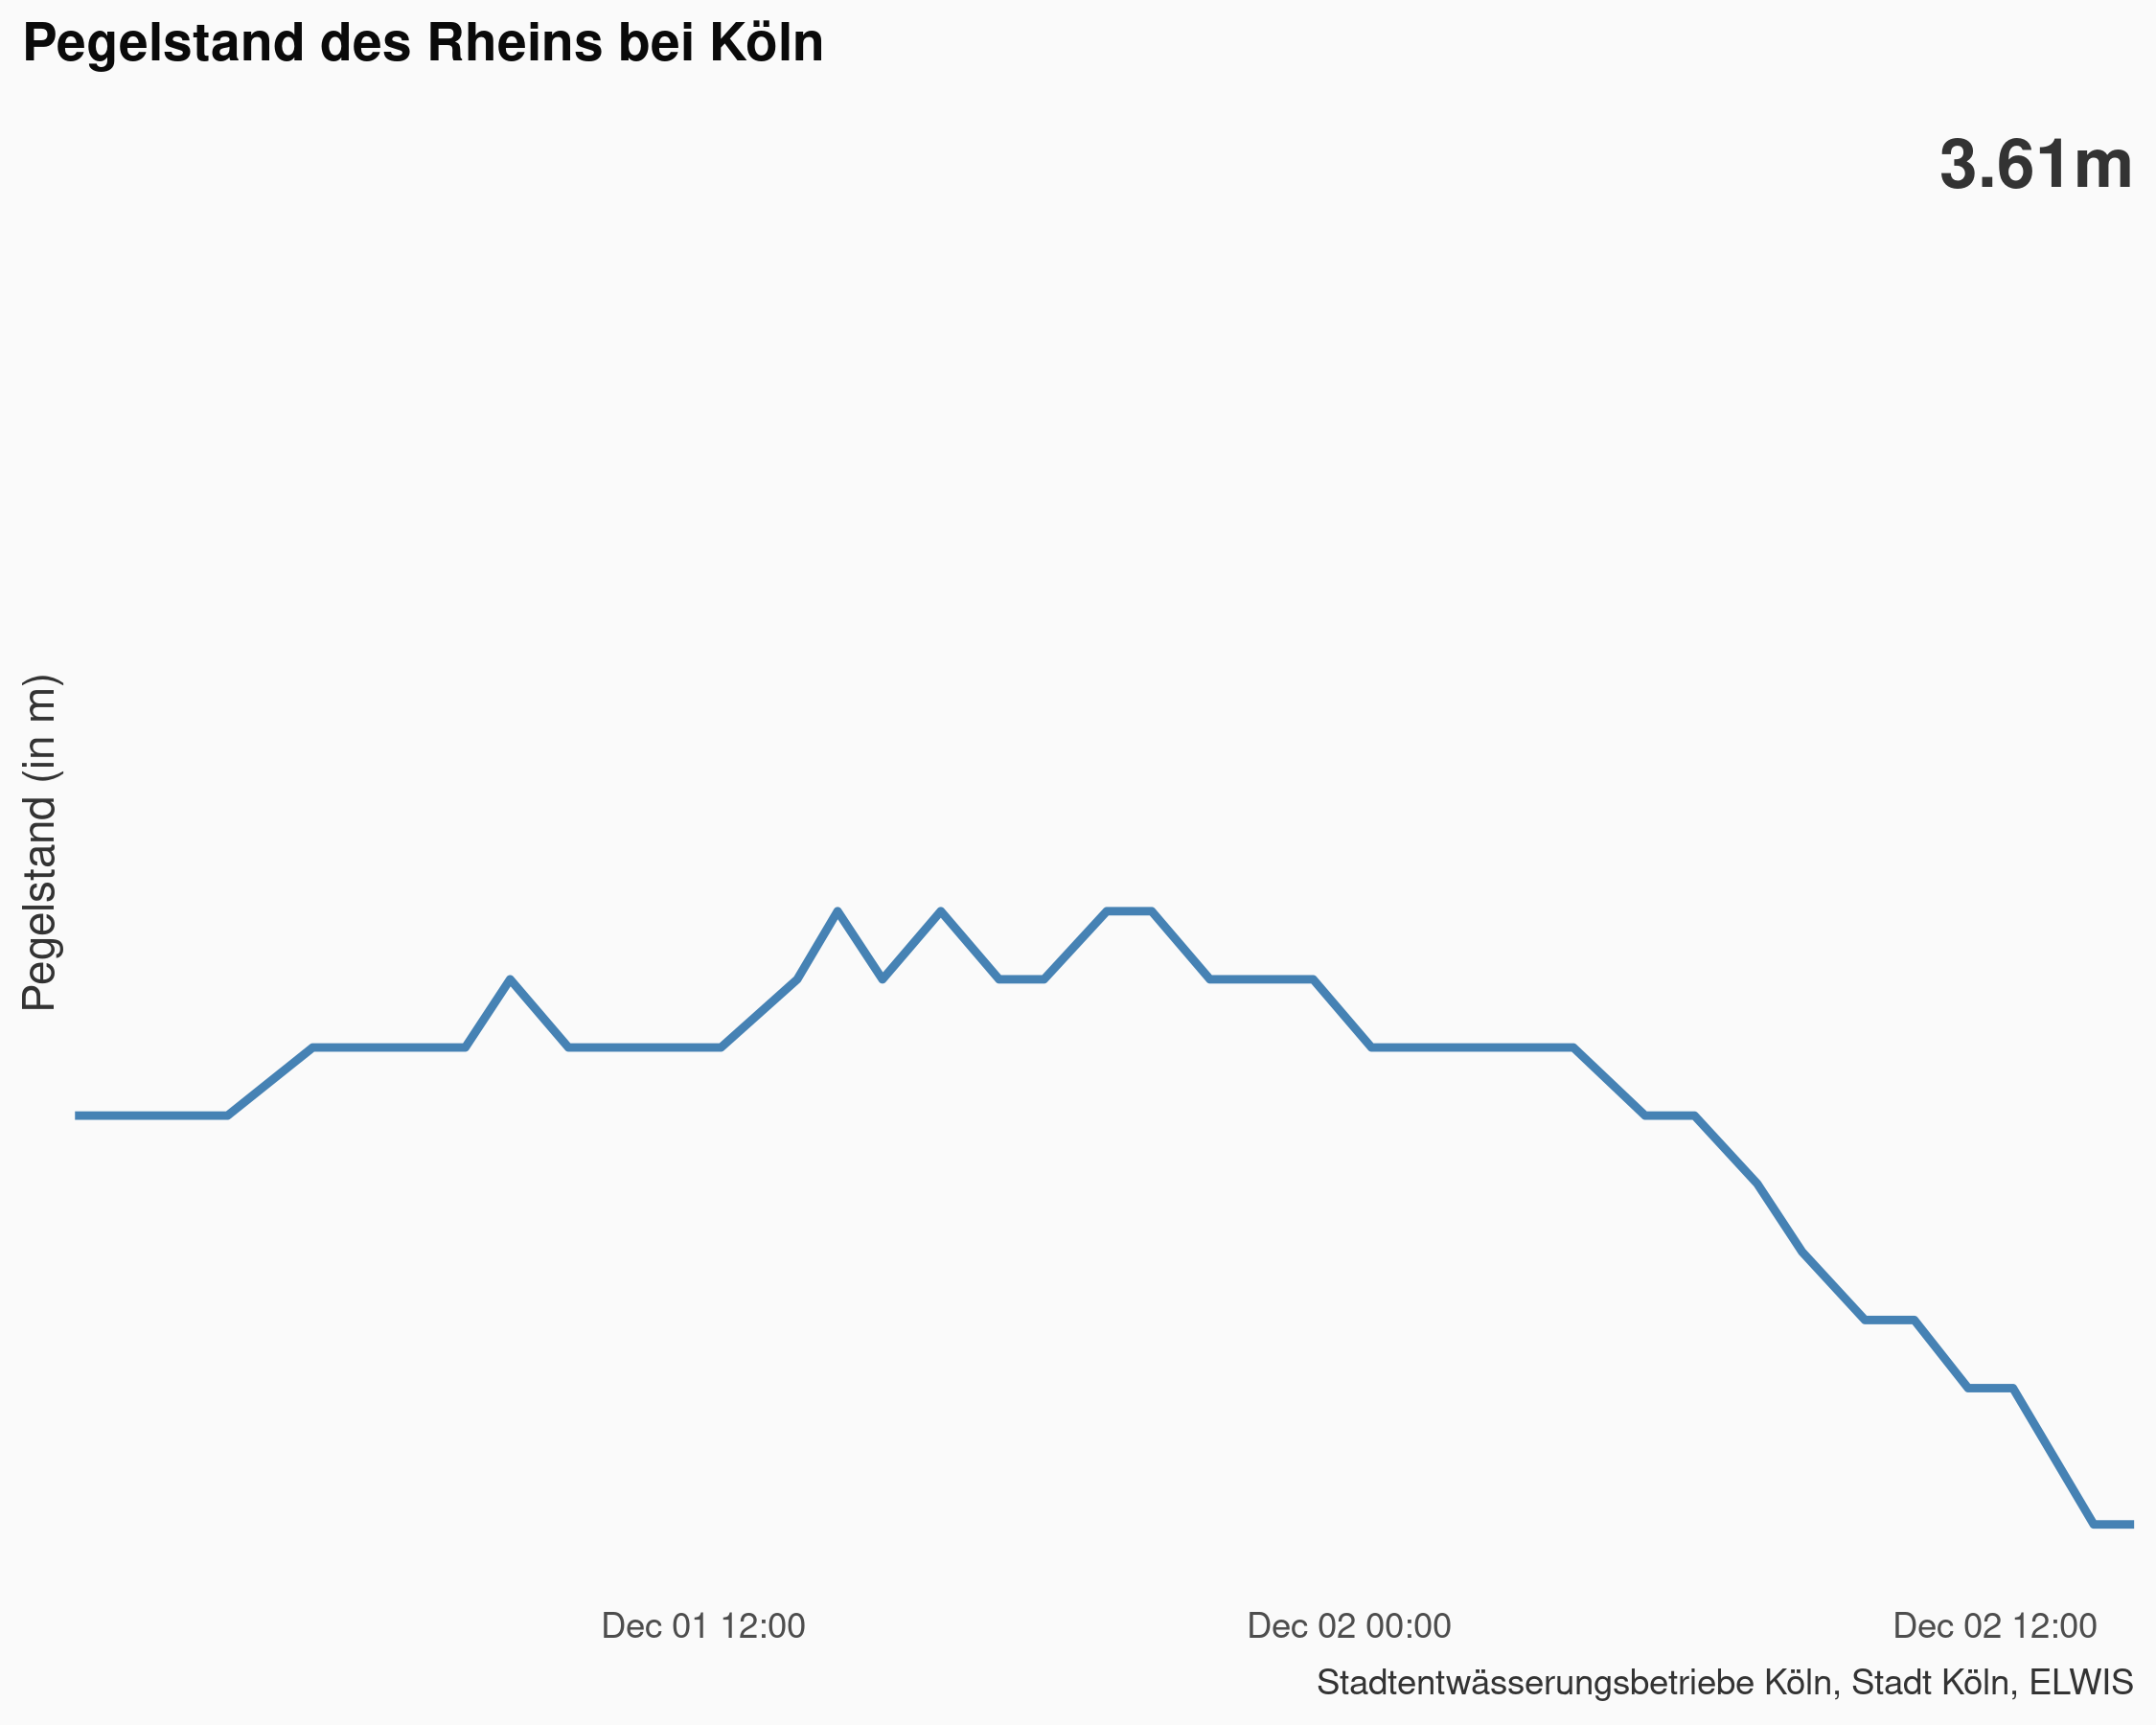 Pegelstand des Rheins bei Köln
3.61m
Pegelstand (in m)
Dec 01 12:00
Dec 02 00:00
Dec 02 12:00
Stadtentwässerungsbetriebe Köln, Stadt Köln, ELWIS